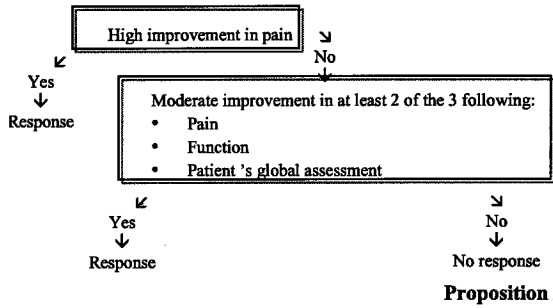 High improvement in pain
No
Yes
Response
Moderate improvement in at least 2 of the 3 following:
• Pain
• Function
• Patient 's global assessment
Yes No
Response No response
Proposition